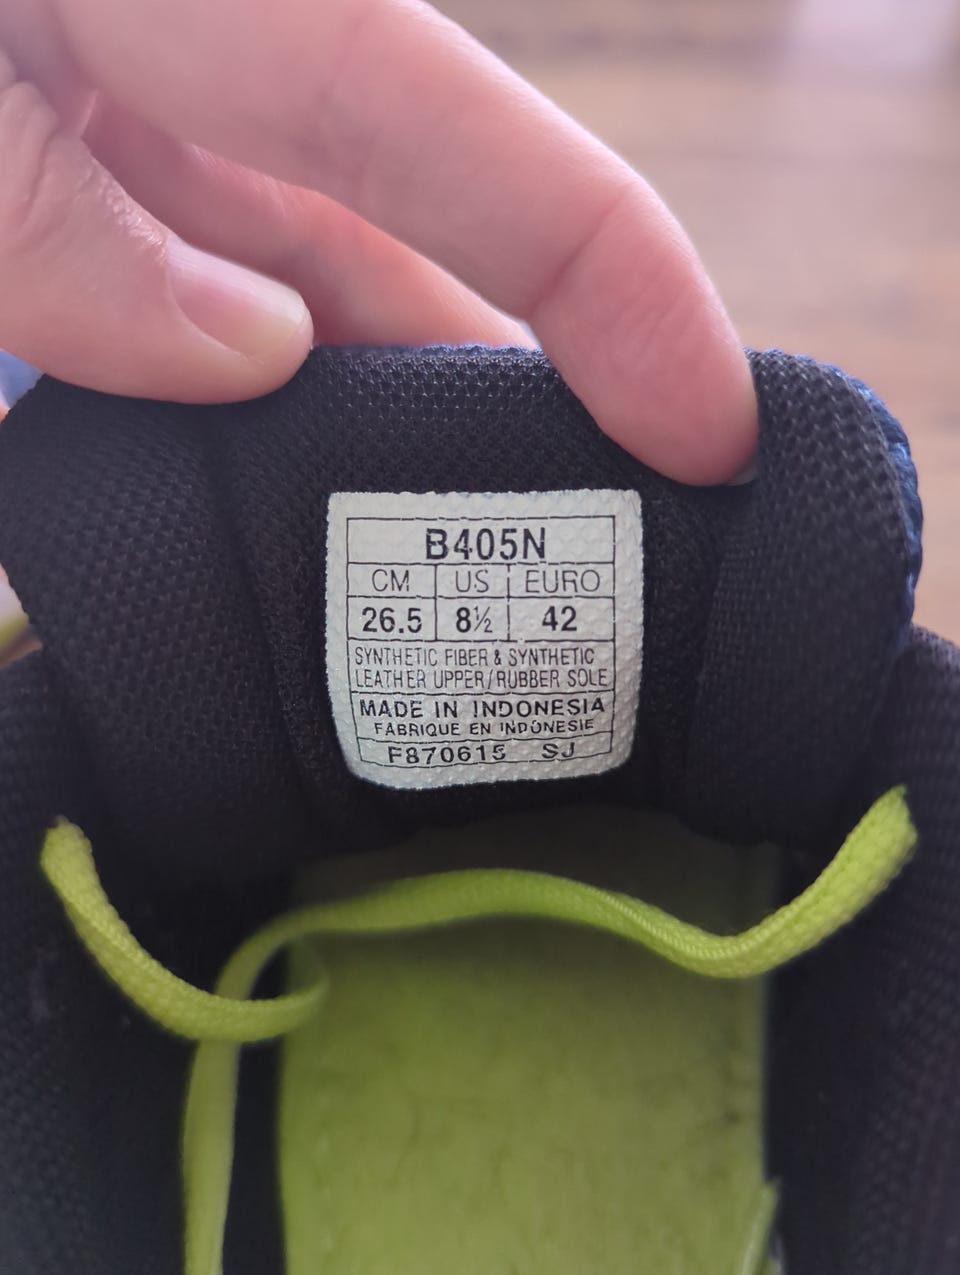 B405N
CM US EURO
26.5 8½ 42
SYNTHETIC FIBER & SYNTHETIC
LEATHER UPPER/RUBBER SOLE
MADE IN INDONESIA
FABRIQUE EN INDÓNESIE
F870615 SJ